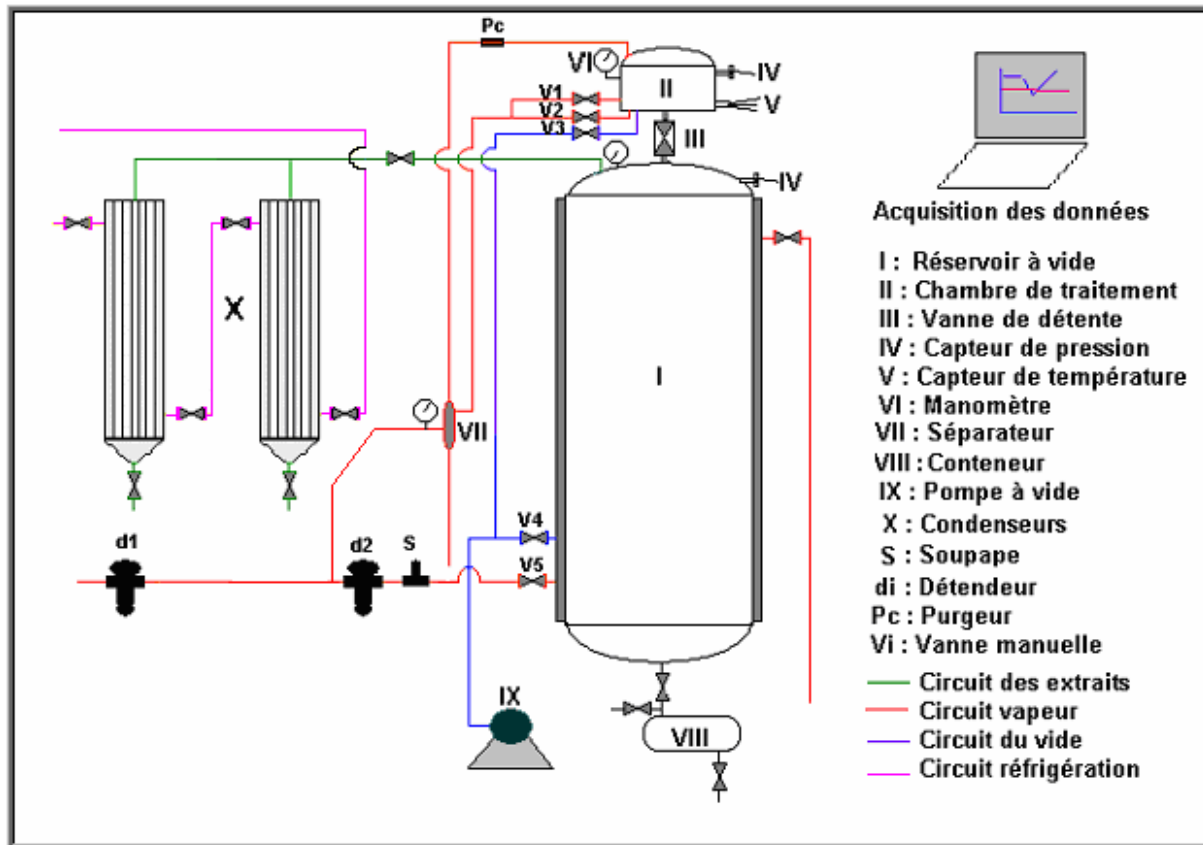 Pc
VI
IV
II
V1
V
V2
V3
III
IV
Acquisition des données
I : Réservoir à vide
II : Chambre de traitement
X
III : Vanne de détente
IV : Capteur de pression
I
V : Capteur de température
VI : Manomètre
VII
VII : Séparateur
VIII : Conteneur
IX : Pompe à vide
V4
X : Condenseurs
d1
d2
S
S : Soupape
V5
di : Détendeur
Pc : Purgeur
Vi : Vanne manuelle
Circuit des extraits
IX
Circuit vapeur
VIII
Circuit du vide
Circuit réfrigération